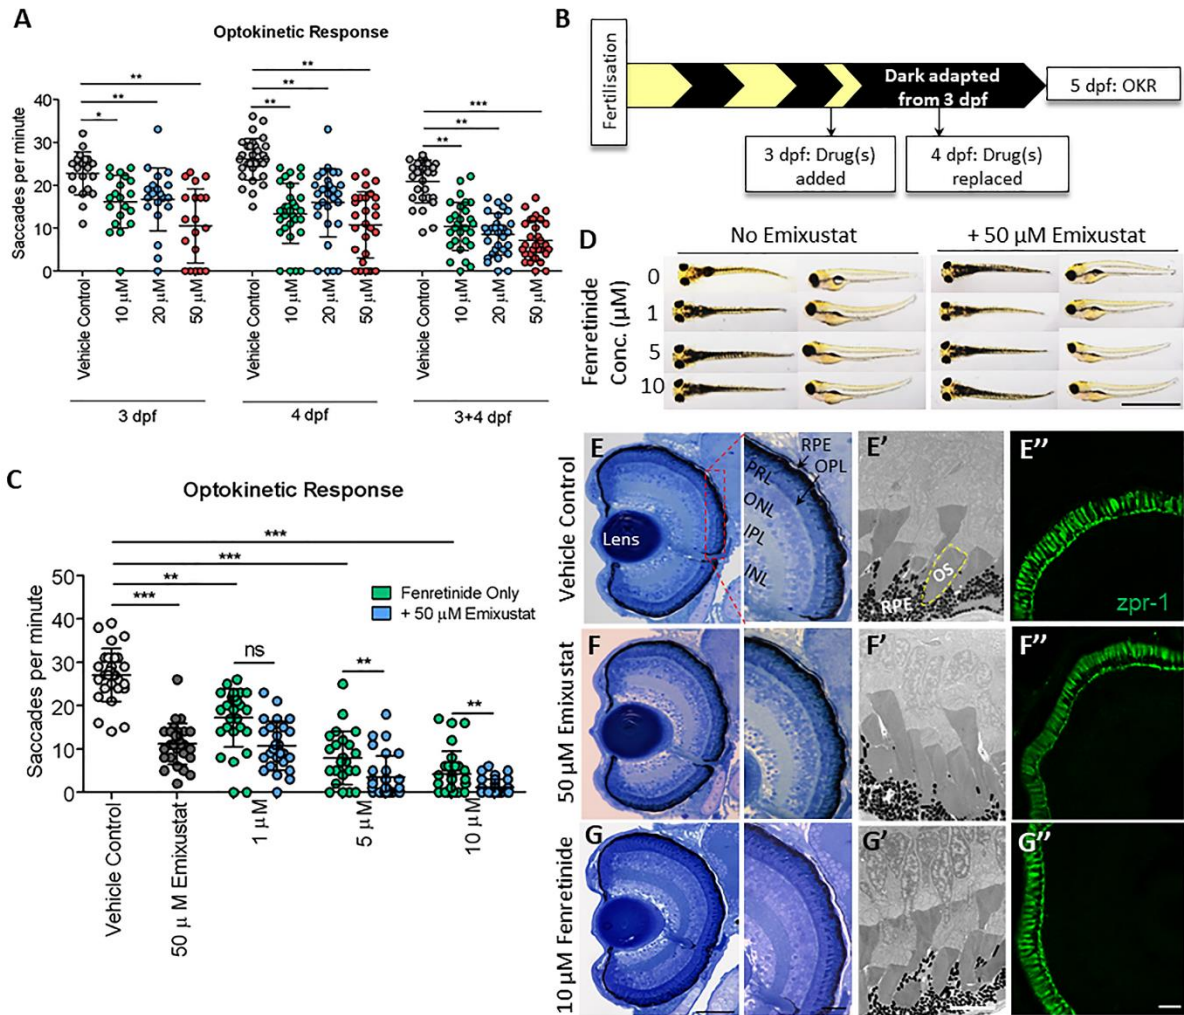 A
Optokinetic Response
Saccades per minute
40
30
20
10
0
**
**
*
**
**
**
***
**
**
Vehicle Control
10 µM
20 µM
50 µM
Vehicle Control
10 µM
20 µM
50 µM
Vehicle Control
10 µM
20 µM
50 µM
3 dpf
4 dpf
3+4 dpf
B
Fertilisation
Dark adapted
from 3 dpf
5 dpf: OKR
3 dpf: Drug(s)
added
4 dpf: Drug(s)
replaced
D
No Emixustat
+ 50 µM Emixustat
Fenretinide
Conc. (µM)
0
1
5
10
C
Optokinetic Response
Saccades per minute
50
40
30
20
10
0
***
***
**
***
ns
**
**
Fenretinide Only
+ 50 µM Emixustat
Vehicle Control
50 µ M Emixustat
1 µM
5 µM
10 µM
Vehicle Control
E
Lens
RPE
OPL
PRL
ONL
IPL
INL
E'
OS
RPE
E''
zpr-1
50 µM Emixustat
F
F'
F''
10 µM Fenretinide
G
G'
G''